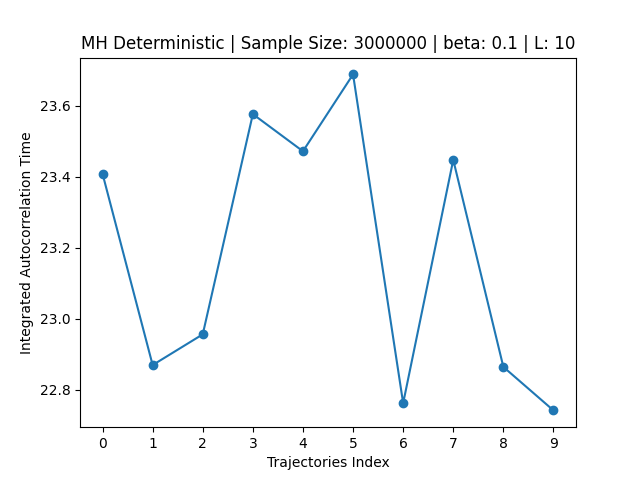 MH Deterministic | Sample Size: 3000000 | beta: 0.1 | L: 10
Integrated Autocorrelation Time
23.6
23.4
23.2
23.0
22.8
0 1 2 3 4 5 6 7 8 9
Trajectories Index